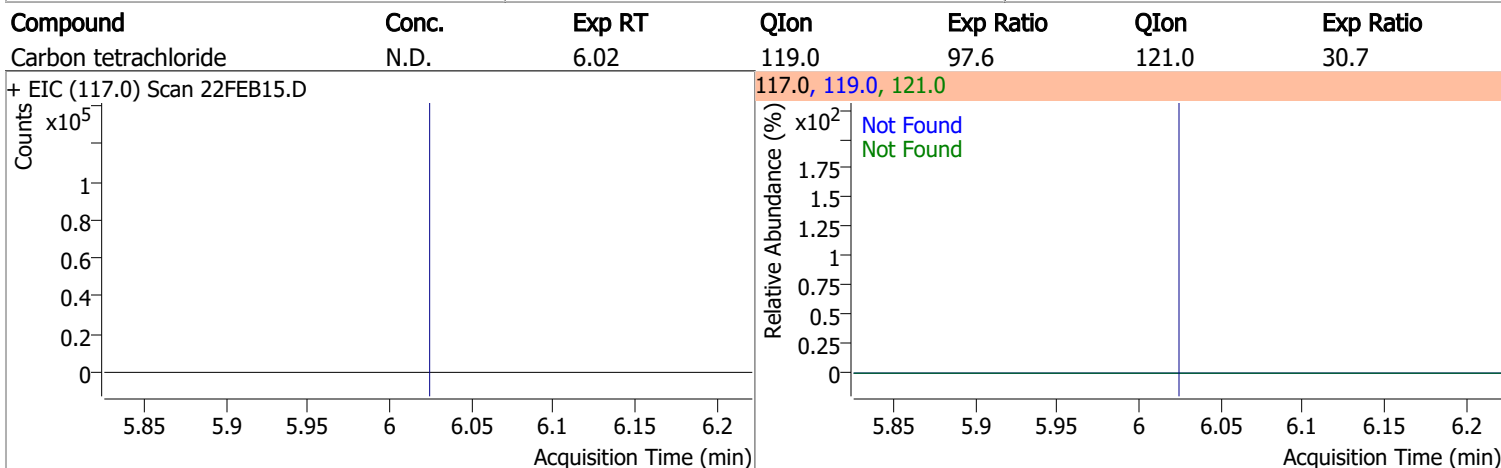 Compound Conc. Exp RT QIon Exp Ratio QIon Exp Ratio
Carbon tetrachloride N.D. 6.02 119.0 97.6 121.0 30.7
+ EIC (117.0) Scan 22FEB15.D
Counts
x10^5
1
0.8
0.6
0.4
0.2
0
5.85 5.9 5.95 6 6.05 6.1 6.15 6.2
Acquisition Time (min)
117.0, 119.0, 121.0
Relative Abundance (%)
x10^2
Not Found
Not Found
1.75
1.5
1.25
1
0.75
0.5
0.25
0
5.85 5.9 5.95 6 6.05 6.1 6.15 6.2
Acquisition Time (min)